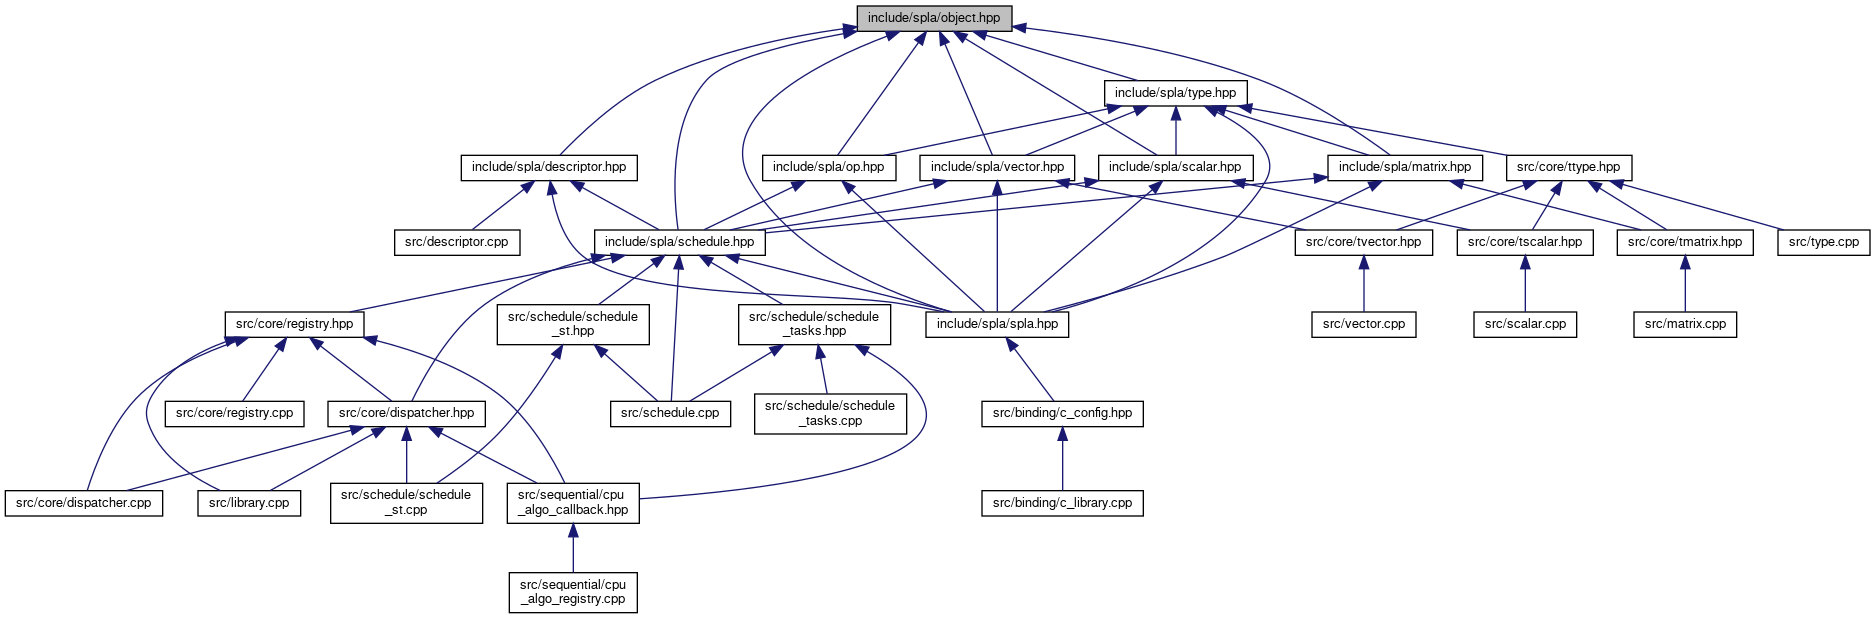 include/spla/object.hpp
include/spla/type.hpp
include/spla/descriptor.hpp
include/spla/op.hpp
include/spla/vector.hpp
include/spla/scalar.hpp
include/spla/matrix.hpp
src/core/ttype.hpp
src/descriptor.cpp
include/spla/schedule.hpp
src/core/tvector.hpp
src/core/tscalar.hpp
src/core/tmatrix.hpp
src/type.cpp
src/core/registry.hpp
src/schedule/schedule
_st.hpp
src/schedule/schedule
_tasks.hpp
include/spla/spla.hpp
src/vector.cpp
src/scalar.cpp
src/matrix.cpp
src/core/registry.cpp
src/core/dispatcher.hpp
src/schedule.cpp
src/schedule/schedule
_tasks.cpp
src/binding/c_config.hpp
src/core/dispatcher.cpp
src/library.cpp
src/schedule/schedule
_st.cpp
src/sequential/cpu
_algo_callback.hpp
src/binding/c_library.cpp
src/sequential/cpu
_algo_registry.cpp